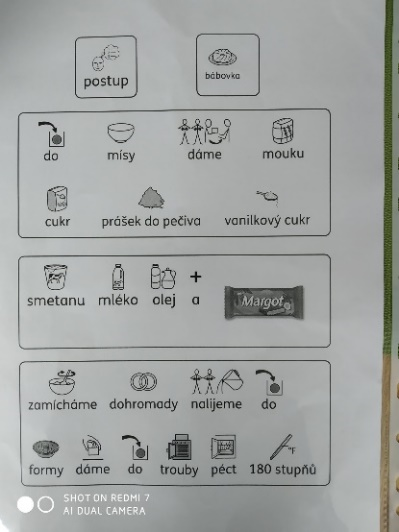 postup bábovka
do mísy dáme mouku
cukr prášek do pečiva vanilkový cukr
smetanu mléko olej + a Margot
zamícháme dohromady nalijeme do
°F
formy dáme do trouby péct 180 stupňů
SHOT ON REDMI 7
AI DUAL CAMERA